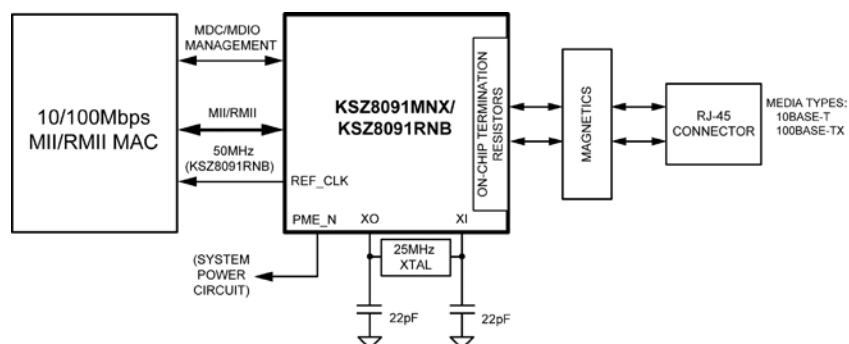 MDC/MDIO
MANAGEMENT
10/100Mbps
MII/RMII MAC
MII/RMII
50MHz
(KSZ8091RNB)
KSZ8091MNX/
KSZ8091RNB
REF_CLK
PME_N
XO
XI
ON-CHIP TERMINATION
RESISTORS
MAGNETICS
RJ-45
CONNECTOR
MEDIA TYPES:
10BASE-T
100BASE-TX
25MHz
XTAL
(SYSTEM
POWER
CIRCUIT)
22pF
22pF